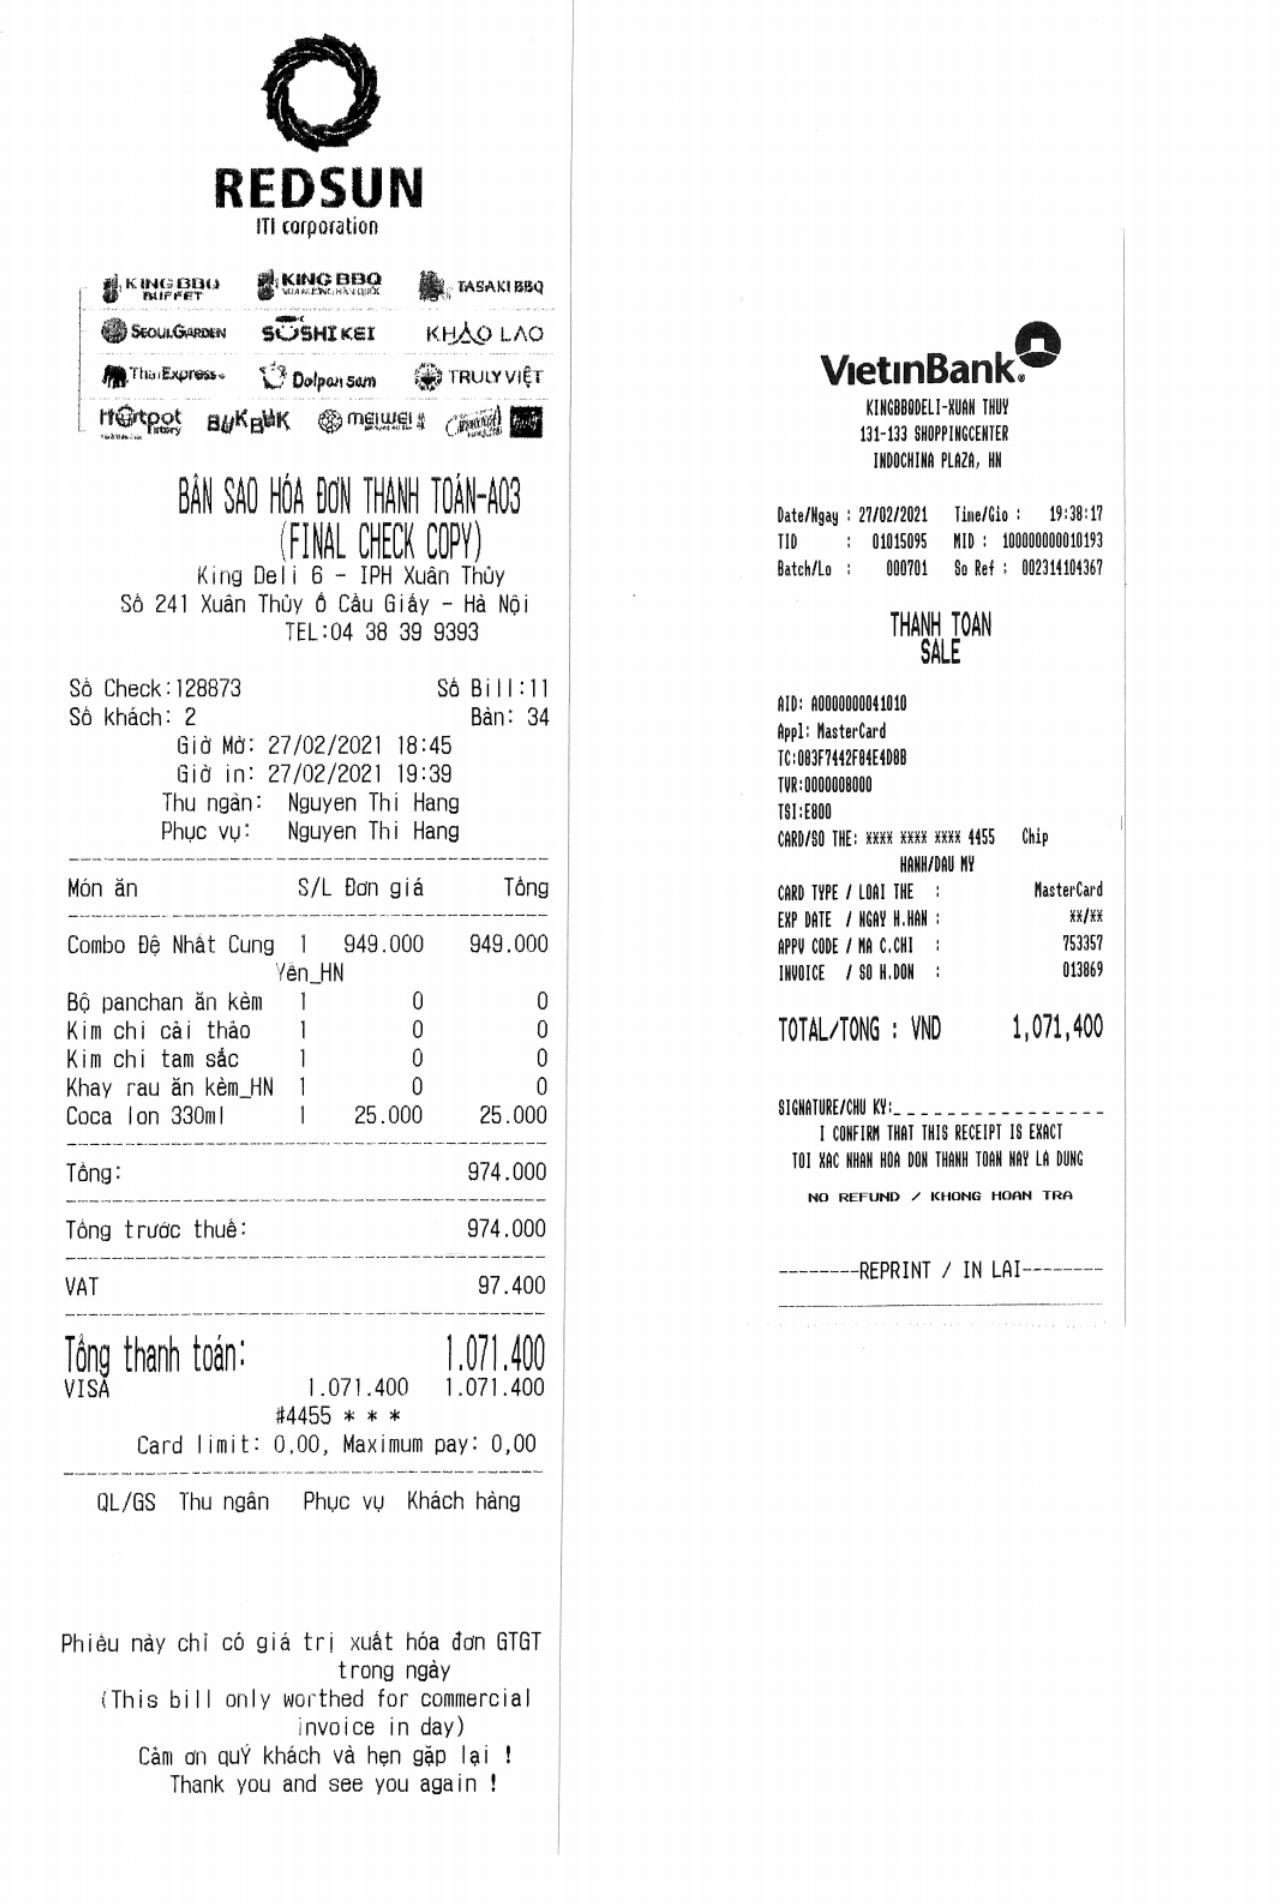 REDSUN
ITI corporation
KING BBQ BUFFET
KING BBQ
TASAKI BBQ
SEOUL GARDEN
SUSHI KEI
KHAO LAO
ThaiExpress
Dolpan sam
TRULY VIỆT
Hotpot Story
BUK BUK
meiwei
BẢN SAO HÓA ĐƠN THANH TOÁN-A03
(FINAL CHECK COPY)
King Deli 6 - IPH Xuân Thủy
Số 241 Xuân Thủy Ô Cầu Giấy - Hà Nội
TEL:04 38 39 9393
Số Check:128873 Số Bill:11
Số khách: 2 Bàn: 34
Giờ Mở: 27/02/2021 18:45
Giờ in: 27/02/2021 19:39
Thu ngân: Nguyen Thi Hang
Phục vụ: Nguyen Thi Hang
Món ăn S/L Đơn giá Tổng
Combo Đệ Nhất Cung 1 949.000 949.000
Yên_HN
Bộ panchan ăn kèm 1 0 0
Kim chi cải thảo 1 0 0
Kim chi tam sắc 1 0 0
Khay rau ăn kèm_HN 1 0 0
Coca lon 330ml 1 25.000 25.000
Tổng: 974.000
Tổng trước thuế: 974.000
VAT 97.400
Tổng thanh toán: 1.071.400
VISA 1.071.400 1.071.400
#4455 * * *
Card limit: 0,00, Maximum pay: 0,00
QL/GS Thu ngân Phục vụ Khách hàng
Phiếu này chỉ có giá trị xuất hóa đơn GTGT
trong ngày
(This bill only worthed for commercial
invoice in day)
Cảm ơn quÝ khách và hẹn gặp lại !
Thank you and see you again !
VietinBank
KINGBBQDELI-XUAN THUY
131-133 SHOPPINGCENTER
INDOCHINA PLAZA, HN
Date/Ngay : 27/02/2021 Time/Gio : 19:38:17
TID : 01015095 MID : 100000000010193
Batch/Lo : 000701 So Ref : 002314104367
THANH TOAN
SALE
AID: A0000000041010
Appl: MasterCard
TC:083F7442F84E4D8B
TVR:0000008000
TSI:E800
CARD/SO THE: xxxx xxxx xxxx 4455 Chip
HANH/DAU MY
CARD TYPE / LOAI THE : MasterCard
EXP DATE / NGAY H.HAN : xx/xx
APPV CODE / MA C.CHI : 753357
INVOICE / SO H.DON : 013869
TOTAL/TONG : VND 1,071,400
SIGNATURE/CHU KY:_ _ _ _ _ _ _ _ _ _ _ _ _ _ _ _
I CONFIRM THAT THIS RECEIPT IS EXACT
TOI XAC NHAN HOA DON THANH TOAN NAY LA DUNG
NO REFUND / KHONG HOAN TRA
--------REPRINT / IN LAI--------